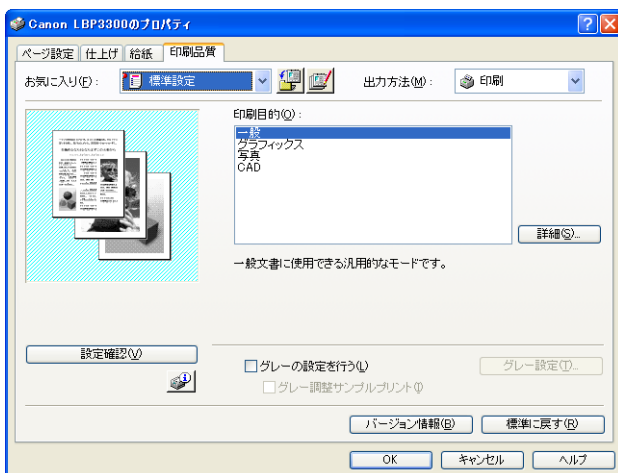 Canon LBP3300のプロパティ
ページ設定 仕上げ 給紙 印刷品質
お気に入り(F): 標準設定 出力方法(M): 印刷
印刷目的(O):
一般
グラフィックス
写真
CAD
詳細(S)...
一般文書に使用できる汎用的なモードです。
設定確認(V)
グレーの設定を行う(L) グレー設定(T)...
グレー調整サンプルプリント(I)
バージョン情報(B) 標準に戻す(R)
OK キャンセル ヘルプ